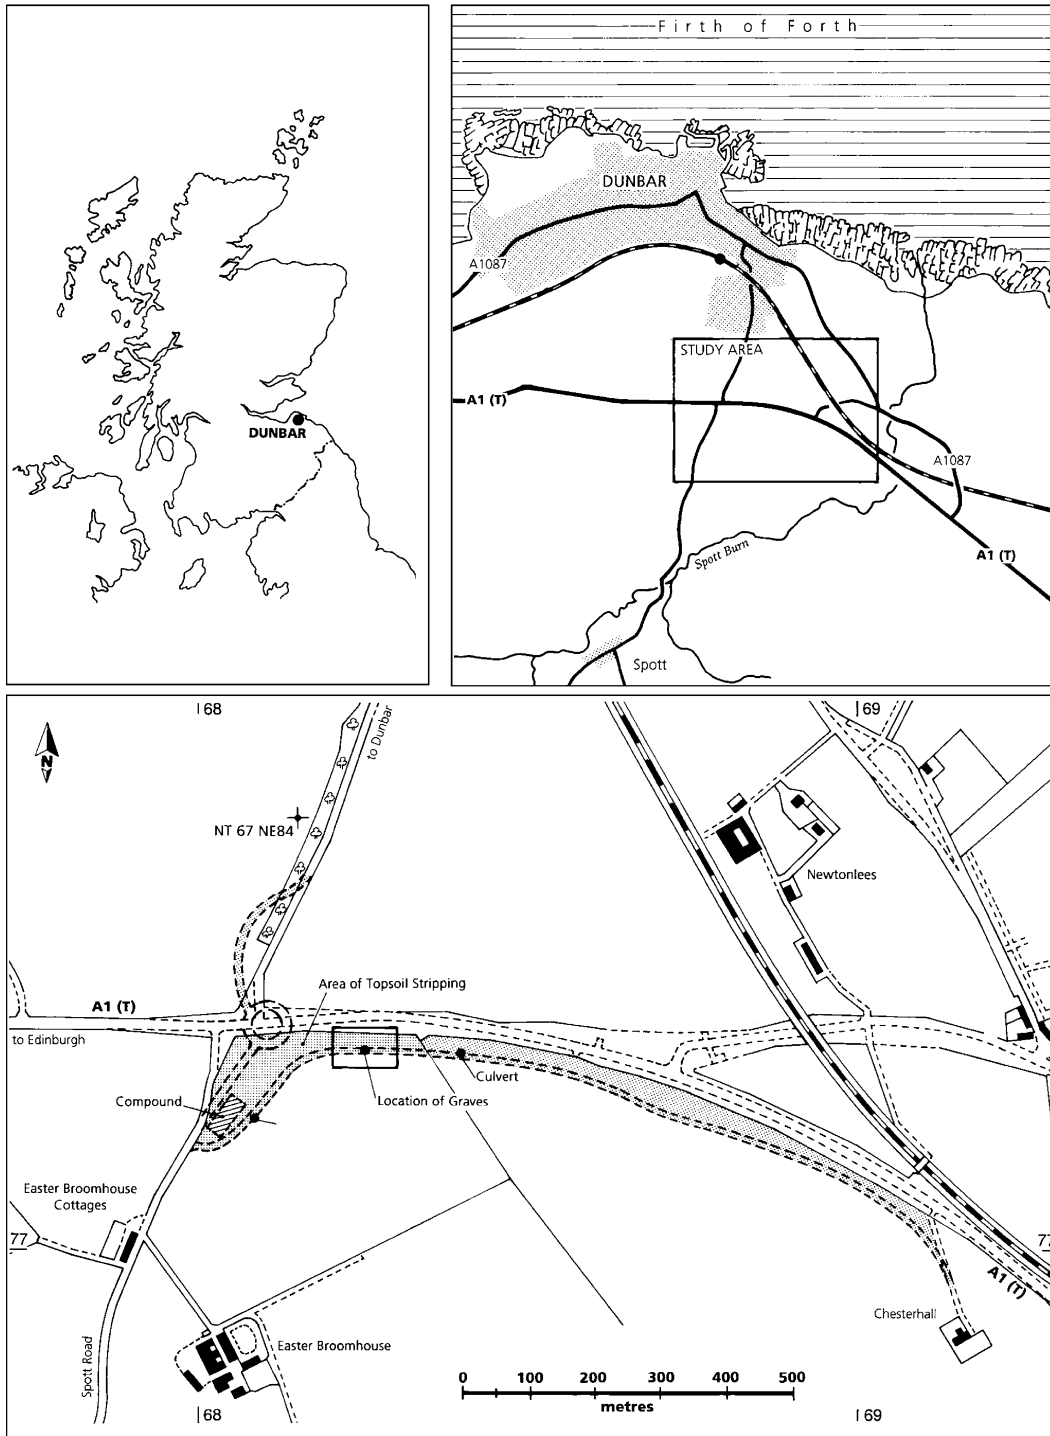 DUNBAR
Firth of Forth
DUNBAR
A1087
STUDY AREA
A1 (T)
A1087
A1 (T)
Spott Burn
Spott
68
69
to Dunbar
N
NT 67 NE84
Newtonlees
Area of Topsoil Stripping
A1 (T)
to Edinburgh
Culvert
Compound
Location of Graves
Easter Broomhouse
Cottages
77
77
A1 (T)
Chesterhall
Spott Road
Easter Broomhouse
0 100 200 300 400 500
metres
68
69